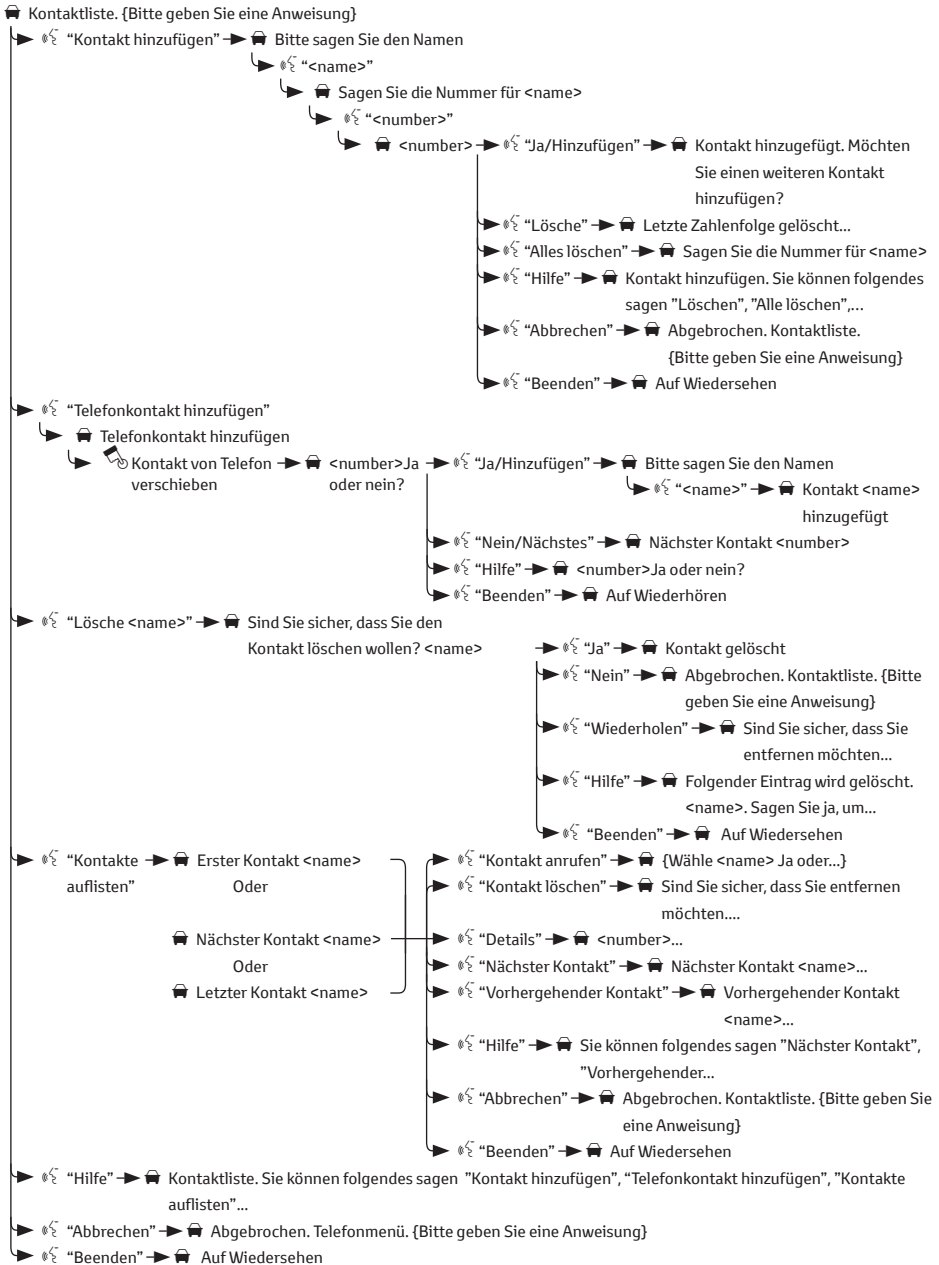 Kontaktliste. {Bitte geben Sie eine Anweisung}
“Kontakt hinzufügen” Bitte sagen Sie den Namen
“<name>”
Sagen Sie die Nummer für <name>
“<number>”
<number> “Ja/Hinzufügen” Kontakt hinzugefügt. Möchten
Sie einen weiteren Kontakt
hinzufügen?
“Lösche” Letzte Zahlenfolge gelöscht...
“Alles löschen” Sagen Sie die Nummer für <name>
“Hilfe” Kontakt hinzufügen. Sie können folgendes
sagen "Löschen", "Alle löschen",...
“Abbrechen” Abgebrochen. Kontaktliste.
{Bitte geben Sie eine Anweisung}
“Beenden” Auf Wiedersehen
“Telefonkontakt hinzufügen”
Telefonkontakt hinzufügen
Kontakt von Telefon <number>Ja “Ja/Hinzufügen” Bitte sagen Sie den Namen
verschieben oder nein? “<name>” Kontakt <name>
hinzugefügt
“Nein/Nächstes” Nächster Kontakt <number>
“Hilfe” <number>Ja oder nein?
“Beenden” Auf Wiederhören
“Lösche <name>” Sind Sie sicher, dass Sie den
Kontakt löschen wollen? <name> “Ja” Kontakt gelöscht
“Nein” Abgebrochen. Kontaktliste. {Bitte
geben Sie eine Anweisung}
“Wiederholen” Sind Sie sicher, dass Sie
entfernen möchten...
“Hilfe” Folgender Eintrag wird gelöscht.
<name>. Sagen Sie ja, um...
“Beenden” Auf Wiedersehen
“Kontakte Erster Kontakt <name> “Kontakt anrufen” {Wähle <name> Ja oder...}
auflisten” Oder “Kontakt löschen” Sind Sie sicher, dass Sie entfernen
möchten....
Nächster Kontakt <name> “Details” <number>...
Oder “Nächster Kontakt” Nächster Kontakt <name>...
Letzter Kontakt <name> “Vorhergehender Kontakt” Vorhergehender Kontakt
<name>...
“Hilfe” Sie können folgendes sagen "Nächster Kontakt",
"Vorhergehender...
“Abbrechen” Abgebrochen. Kontaktliste. {Bitte geben Sie
eine Anweisung}
“Beenden” Auf Wiedersehen
“Hilfe” Kontaktliste. Sie können folgendes sagen "Kontakt hinzufügen", “Telefonkontakt hinzufügen”, "Kontakte
auflisten"...
“Abbrechen” Abgebrochen. Telefonmenü. {Bitte geben Sie eine Anweisung}
“Beenden” Auf Wiedersehen